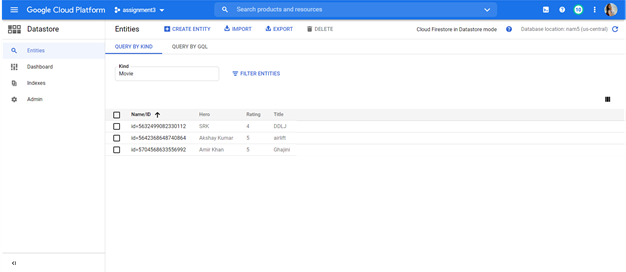 Google Cloud Platform assignment3 Search products and resources
Datastore Entities CREATE ENTITY IMPORT EXPORT DELETE Cloud Firestore in Datastore mode Database location: nam5 (us-central)
Entities
Dashboard
Indexes
Admin
QUERY BY KIND QUERY BY GQL
Kind
Movie
FILTER ENTITIES
Name/ID Hero Rating Title
id=5632499082330112 SRK 4 DDLJ
id=5642368648740864 Akshay Kumar 5 airlift
id=5704568633556992 Amir Khan 5 Ghajini